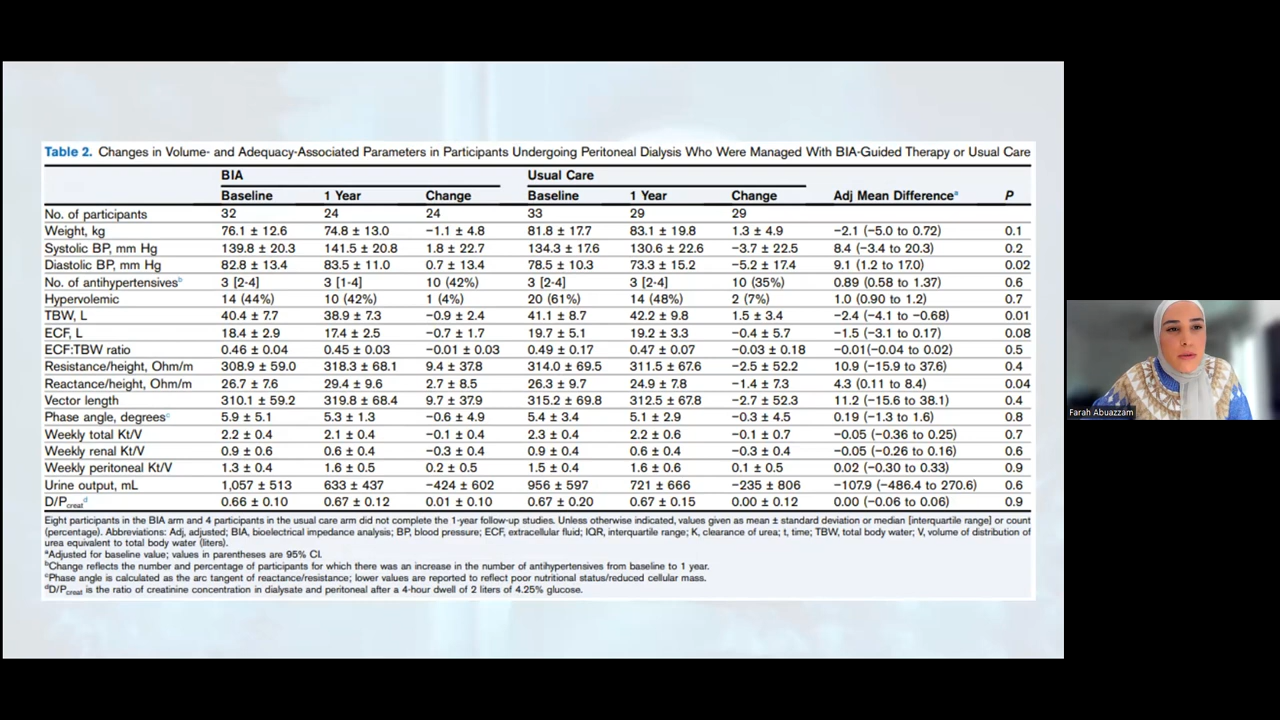 Table 2. Changes in Volume- and Adequacy-Associated Parameters in Participants Undergoing Peritoneal Dialysis Who Were Managed With BIA-Guided Therapy or Usual Care
BIA Usual Care
Baseline 1 Year Change Baseline 1 Year Change Adj Mean Differenceᵃ P
No. of participants 32 24 24 33 29 29
Weight, kg 76.1 ± 12.6 74.8 ± 13.0 −1.1 ± 4.8 81.8 ± 17.7 83.1 ± 19.8 1.3 ± 4.9 −2.1 (−5.0 to 0.72) 0.1
Systolic BP, mm Hg 139.8 ± 20.3 141.5 ± 20.8 1.8 ± 22.7 134.3 ± 17.6 130.6 ± 22.6 −3.7 ± 22.5 8.4 (−3.4 to 20.3) 0.2
Diastolic BP, mm Hg 82.8 ± 13.4 83.5 ± 11.0 0.7 ± 13.4 78.5 ± 10.3 73.3 ± 15.2 −5.2 ± 17.4 9.1 (1.2 to 17.0) 0.02
No. of antihypertensivesᵇ 3 [2-4] 3 [1-4] 10 (42%) 3 [2-4] 3 [2-4] 10 (35%) 0.89 (0.58 to 1.37) 0.6
Hypervolemic 14 (44%) 10 (42%) 1 (4%) 20 (61%) 14 (48%) 2 (7%) 1.0 (0.90 to 1.2) 0.7
TBW, L 40.4 ± 7.7 38.9 ± 7.3 −0.9 ± 2.4 41.1 ± 8.7 42.2 ± 9.8 1.5 ± 3.4 −2.4 (−4.1 to −0.68) 0.01
ECF, L 18.4 ± 2.9 17.4 ± 2.5 −0.7 ± 1.7 19.7 ± 5.1 19.2 ± 3.3 −0.4 ± 5.7 −1.5 (−3.1 to 0.17) 0.08
ECF:TBW ratio 0.46 ± 0.04 0.45 ± 0.03 −0.01 ± 0.03 0.49 ± 0.17 0.47 ± 0.07 −0.03 ± 0.18 −0.01(−0.04 to 0.02) 0.5
Resistance/height, Ohm/m 308.9 ± 59.0 318.3 ± 68.1 9.4 ± 37.8 314.0 ± 69.5 311.5 ± 67.6 −2.5 ± 52.2 10.9 (−15.9 to 37.6) 0.4
Reactance/height, Ohm/m 26.7 ± 7.6 29.4 ± 9.6 2.7 ± 8.5 26.3 ± 9.7 24.9 ± 7.8 −1.4 ± 7.3 4.3 (0.11 to 8.4) 0.04
Vector length 310.1 ± 59.2 319.8 ± 68.4 9.7 ± 37.9 315.2 ± 69.8 312.5 ± 67.8 −2.7 ± 52.3 11.2 (−15.6 to 38.1) 0.4
Phase angle, degreesᶜ 5.9 ± 5.1 5.3 ± 1.3 −0.6 ± 4.9 5.4 ± 3.4 5.1 ± 2.9 −0.3 ± 4.5 0.19 (−1.3 to 1.6) 0.8
Weekly total Kt/V 2.2 ± 0.4 2.1 ± 0.4 −0.1 ± 0.4 2.3 ± 0.4 2.2 ± 0.6 −0.1 ± 0.7 −0.05 (−0.36 to 0.25) 0.7
Weekly renal Kt/V 0.9 ± 0.6 0.6 ± 0.4 −0.3 ± 0.4 0.9 ± 0.4 0.6 ± 0.4 −0.3 ± 0.4 −0.05 (−0.26 to 0.16) 0.6
Weekly peritoneal Kt/V 1.3 ± 0.4 1.6 ± 0.5 0.2 ± 0.5 1.5 ± 0.4 1.6 ± 0.6 0.1 ± 0.5 0.02 (−0.30 to 0.33) 0.9
Urine output, mL 1,057 ± 513 633 ± 437 −424 ± 602 956 ± 597 721 ± 666 −235 ± 806 −107.9 (−486.4 to 270.6) 0.6
D/Pcreatᵈ 0.66 ± 0.10 0.67 ± 0.12 0.01 ± 0.10 0.67 ± 0.20 0.67 ± 0.15 0.00 ± 0.12 0.00 (−0.06 to 0.06) 0.9
Eight participants in the BIA arm and 4 participants in the usual care arm did not complete the 1-year follow-up studies. Unless otherwise indicated, values given as mean ± standard deviation or median [interquartile range] or count
(percentage). Abbreviations: Adj, adjusted; BIA, bioelectrical impedance analysis; BP, blood pressure; ECF, extracellular fluid; IQR, interquartile range; K, clearance of urea; t, time; TBW, total body water; V, volume of distribution of
urea equivalent to total body water (liters).
ᵃAdjusted for baseline value; values in parentheses are 95% CI.
ᵇChange reflects the number and percentage of participants for which there was an increase in the number of antihypertensives from baseline to 1 year.
ᶜPhase angle is calculated as the arc tangent of reactance/resistance; lower values are reported to reflect poor nutritional status/reduced cellular mass.
ᵈD/Pcreat is the ratio of creatinine concentration in dialysate and peritoneal after a 4-hour dwell of 2 liters of 4.25% glucose.
Farah Abuazzam